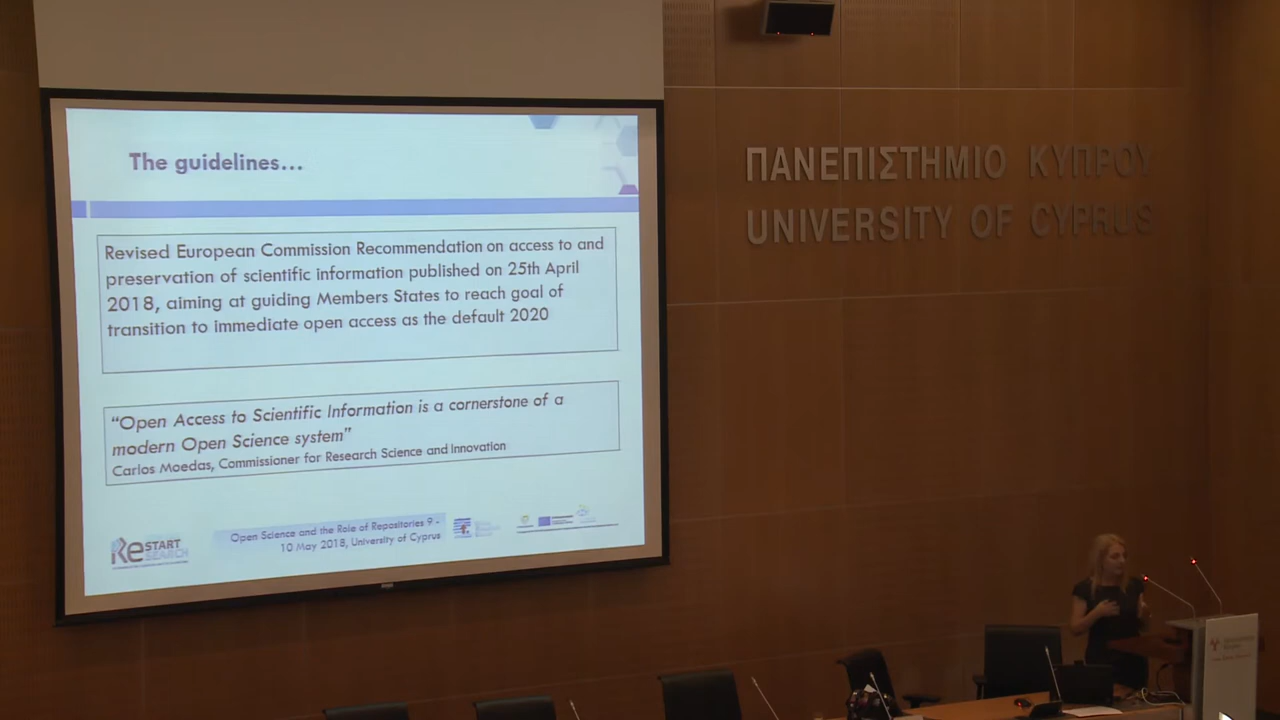 The guidelines...
Revised European Commission Recommendation on access to and
preservation of scientific information published on 25th April
2018, aiming at guiding Members States to reach goal of
transition to immediate open access as the default 2020
“Open Access to Scientific Information is a cornerstone of a
modern Open Science system”
Carlos Moedas, Commissioner for Research Science and Innovation
Open Science and the Role of Repositories 9 -
10 May 2018, University of Cyprus
ReSTART
RESEARCH
ΠΑΝΕΠΙΣΤΗΜΙΟ ΚΥΠΡΟΥ
UNIVERSITY OF CYPRUS